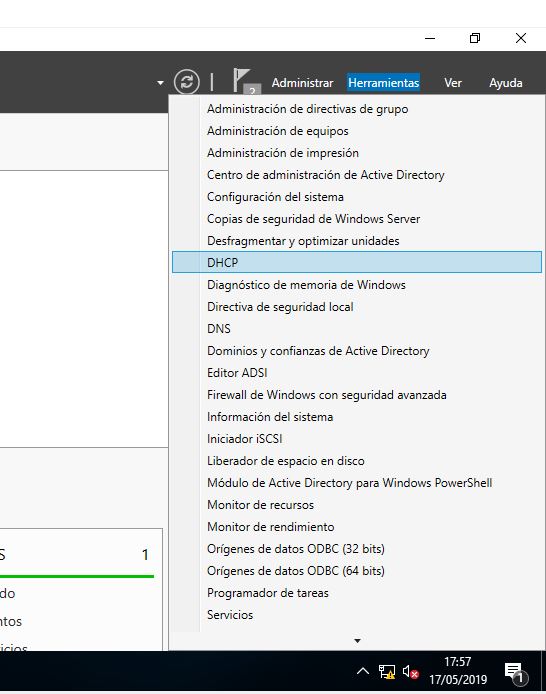 Administrar Herramientas Ver Ayuda
2
Administración de directivas de grupo
Administración de equipos
Administración de impresión
Centro de administración de Active Directory
Configuración del sistema
Copias de seguridad de Windows Server
Desfragmentar y optimizar unidades
DHCP
Diagnóstico de memoria de Windows
Directiva de seguridad local
DNS
Dominios y confianzas de Active Directory
Editor ADSI
Firewall de Windows con seguridad avanzada
Información del sistema
Iniciador iSCSI
Liberador de espacio en disco
Módulo de Active Directory para Windows PowerShell
Monitor de recursos
Monitor de rendimiento
Orígenes de datos ODBC (32 bits)
Orígenes de datos ODBC (64 bits)
Programador de tareas
Servicios
S 1
do
ntos
icios
17:57
17/05/2019
1